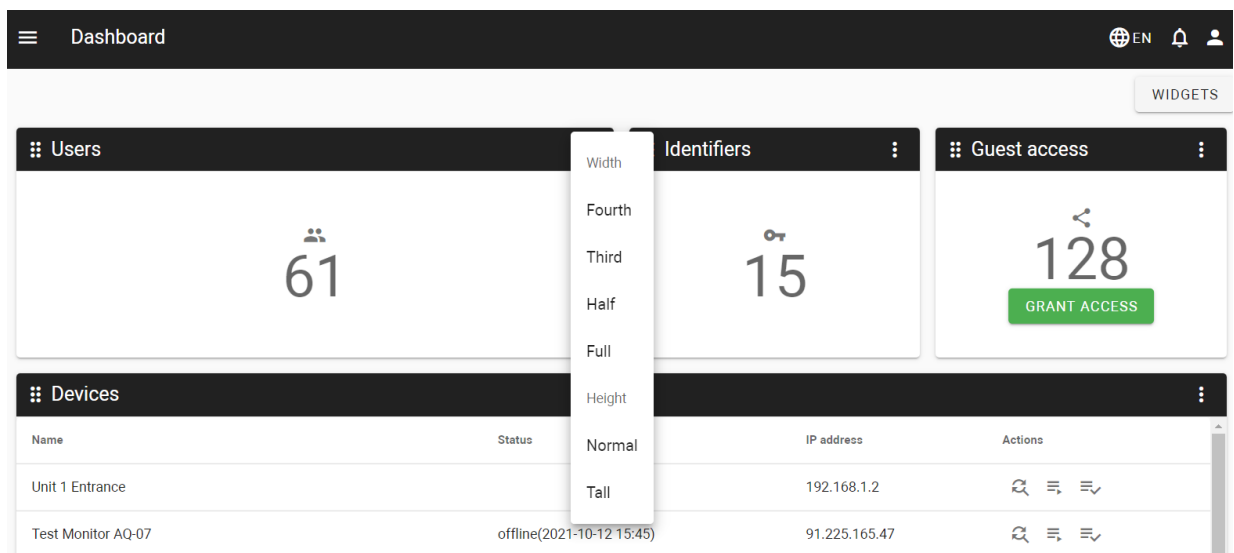 Dashboard
EN
WIDGETS
Users
Identifiers
Guest access
61
15
128
GRANT ACCESS
Width
Fourth
Third
Half
Full
Height
Normal
Tall
Devices
Name Status IP address Actions
Unit 1 Entrance 192.168.1.2
Test Monitor AQ-07 offline(2021-10-12 15:45) 91.225.165.47